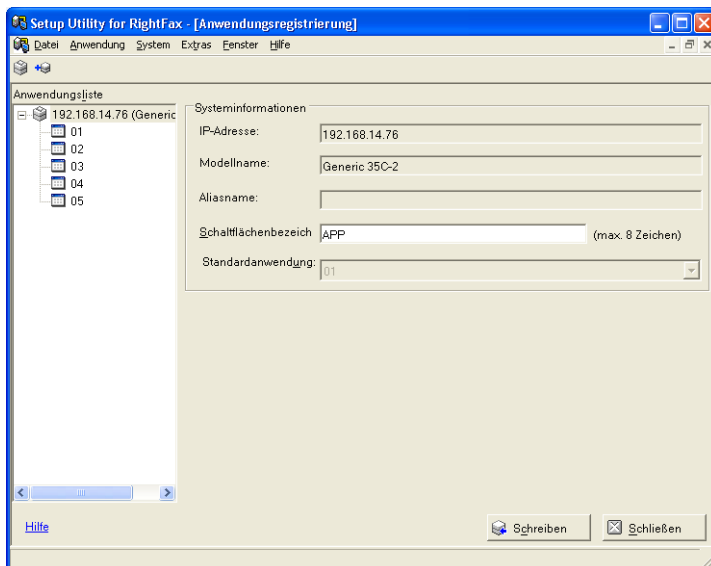 Setup Utility for RightFax - [Anwendungsregistrierung]
Datei Anwendung System Extras Fenster Hilfe
Anwendungsliste
192.168.14.76 (Generic
01
02
03
04
05
Systeminformationen
IP-Adresse: 192.168.14.76
Modellname: Generic 35C-2
Aliasname:
Schaltflächenbezeich APP (max. 8 Zeichen)
Standardanwendung: 01
Hilfe
Schreiben
Schließen